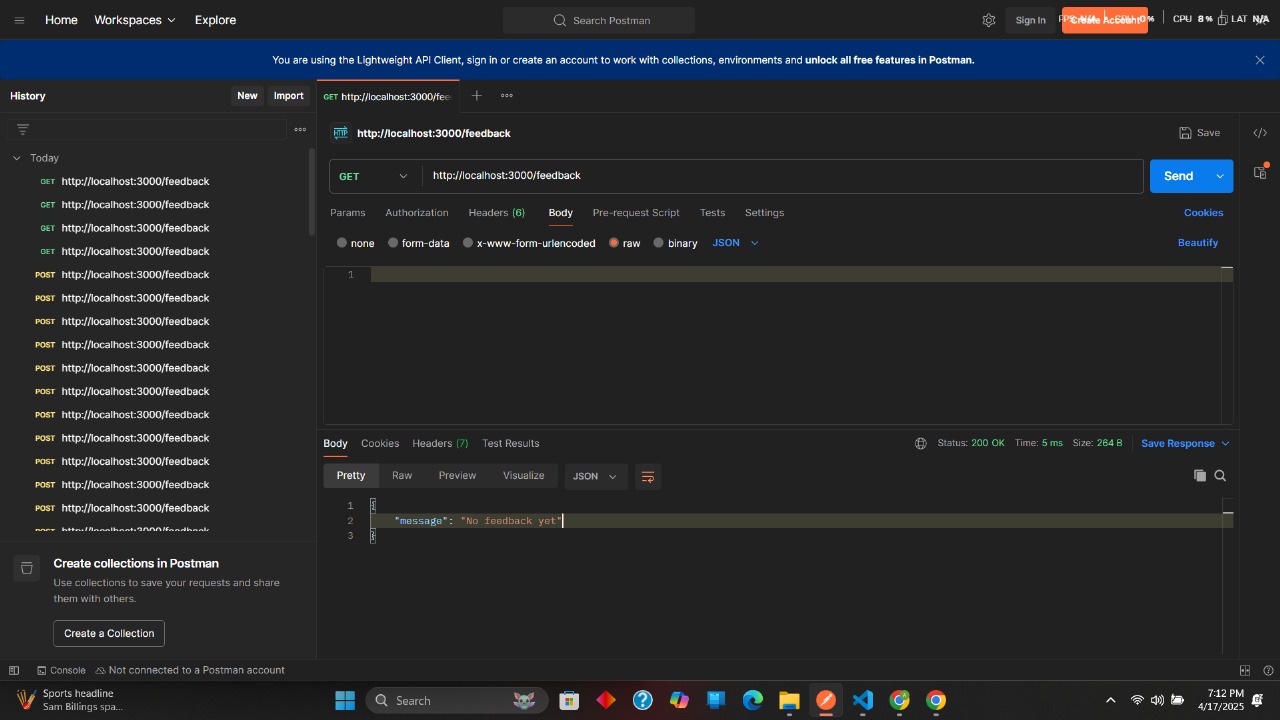 Home Workspaces Explore Search Postman Sign In Create Account FPS N/A GPU 0% CPU 8% LAT N/A
You are using the Lightweight API Client, sign in or create an account to work with collections, environments and unlock all free features in Postman.
History New Import GET http://localhost:3000/fee
http://localhost:3000/feedback Save
Today
GET http://localhost:3000/feedback
GET http://localhost:3000/feedback
GET http://localhost:3000/feedback
GET http://localhost:3000/feedback
POST http://localhost:3000/feedback
POST http://localhost:3000/feedback
POST http://localhost:3000/feedback
POST http://localhost:3000/feedback
POST http://localhost:3000/feedback
POST http://localhost:3000/feedback
POST http://localhost:3000/feedback
POST http://localhost:3000/feedback
POST http://localhost:3000/feedback
POST http://localhost:3000/feedback
POST http://localhost:3000/feedback
POST http://localhost:3000/feedback
Create collections in Postman
Use collections to save your requests and share
them with others.
Create a Collection
GET http://localhost:3000/feedback Send
Params Authorization Headers (6) Body Pre-request Script Tests Settings Cookies
none form-data x-www-form-urlencoded raw binary JSON Beautify
1
Body Cookies Headers (7) Test Results Status: 200 OK Time: 5 ms Size: 264 B Save Response
Pretty Raw Preview Visualize JSON
1 {
2 "message": "No feedback yet"
3 }
Console Not connected to a Postman account
Sports headline
Sam Billings spa...
Search
7:12 PM
4/17/2025